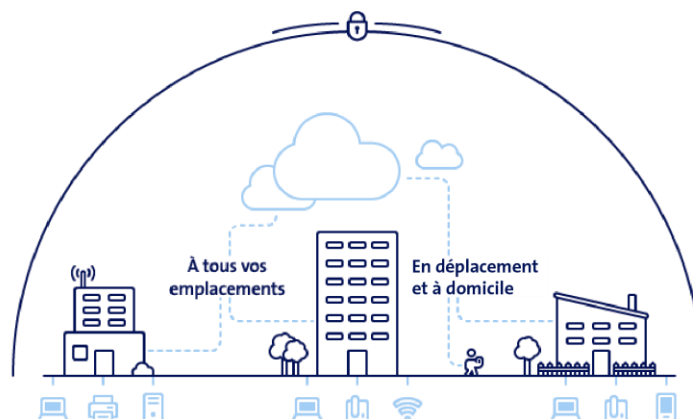 À tous vos
emplacements
En déplacement
et à domicile